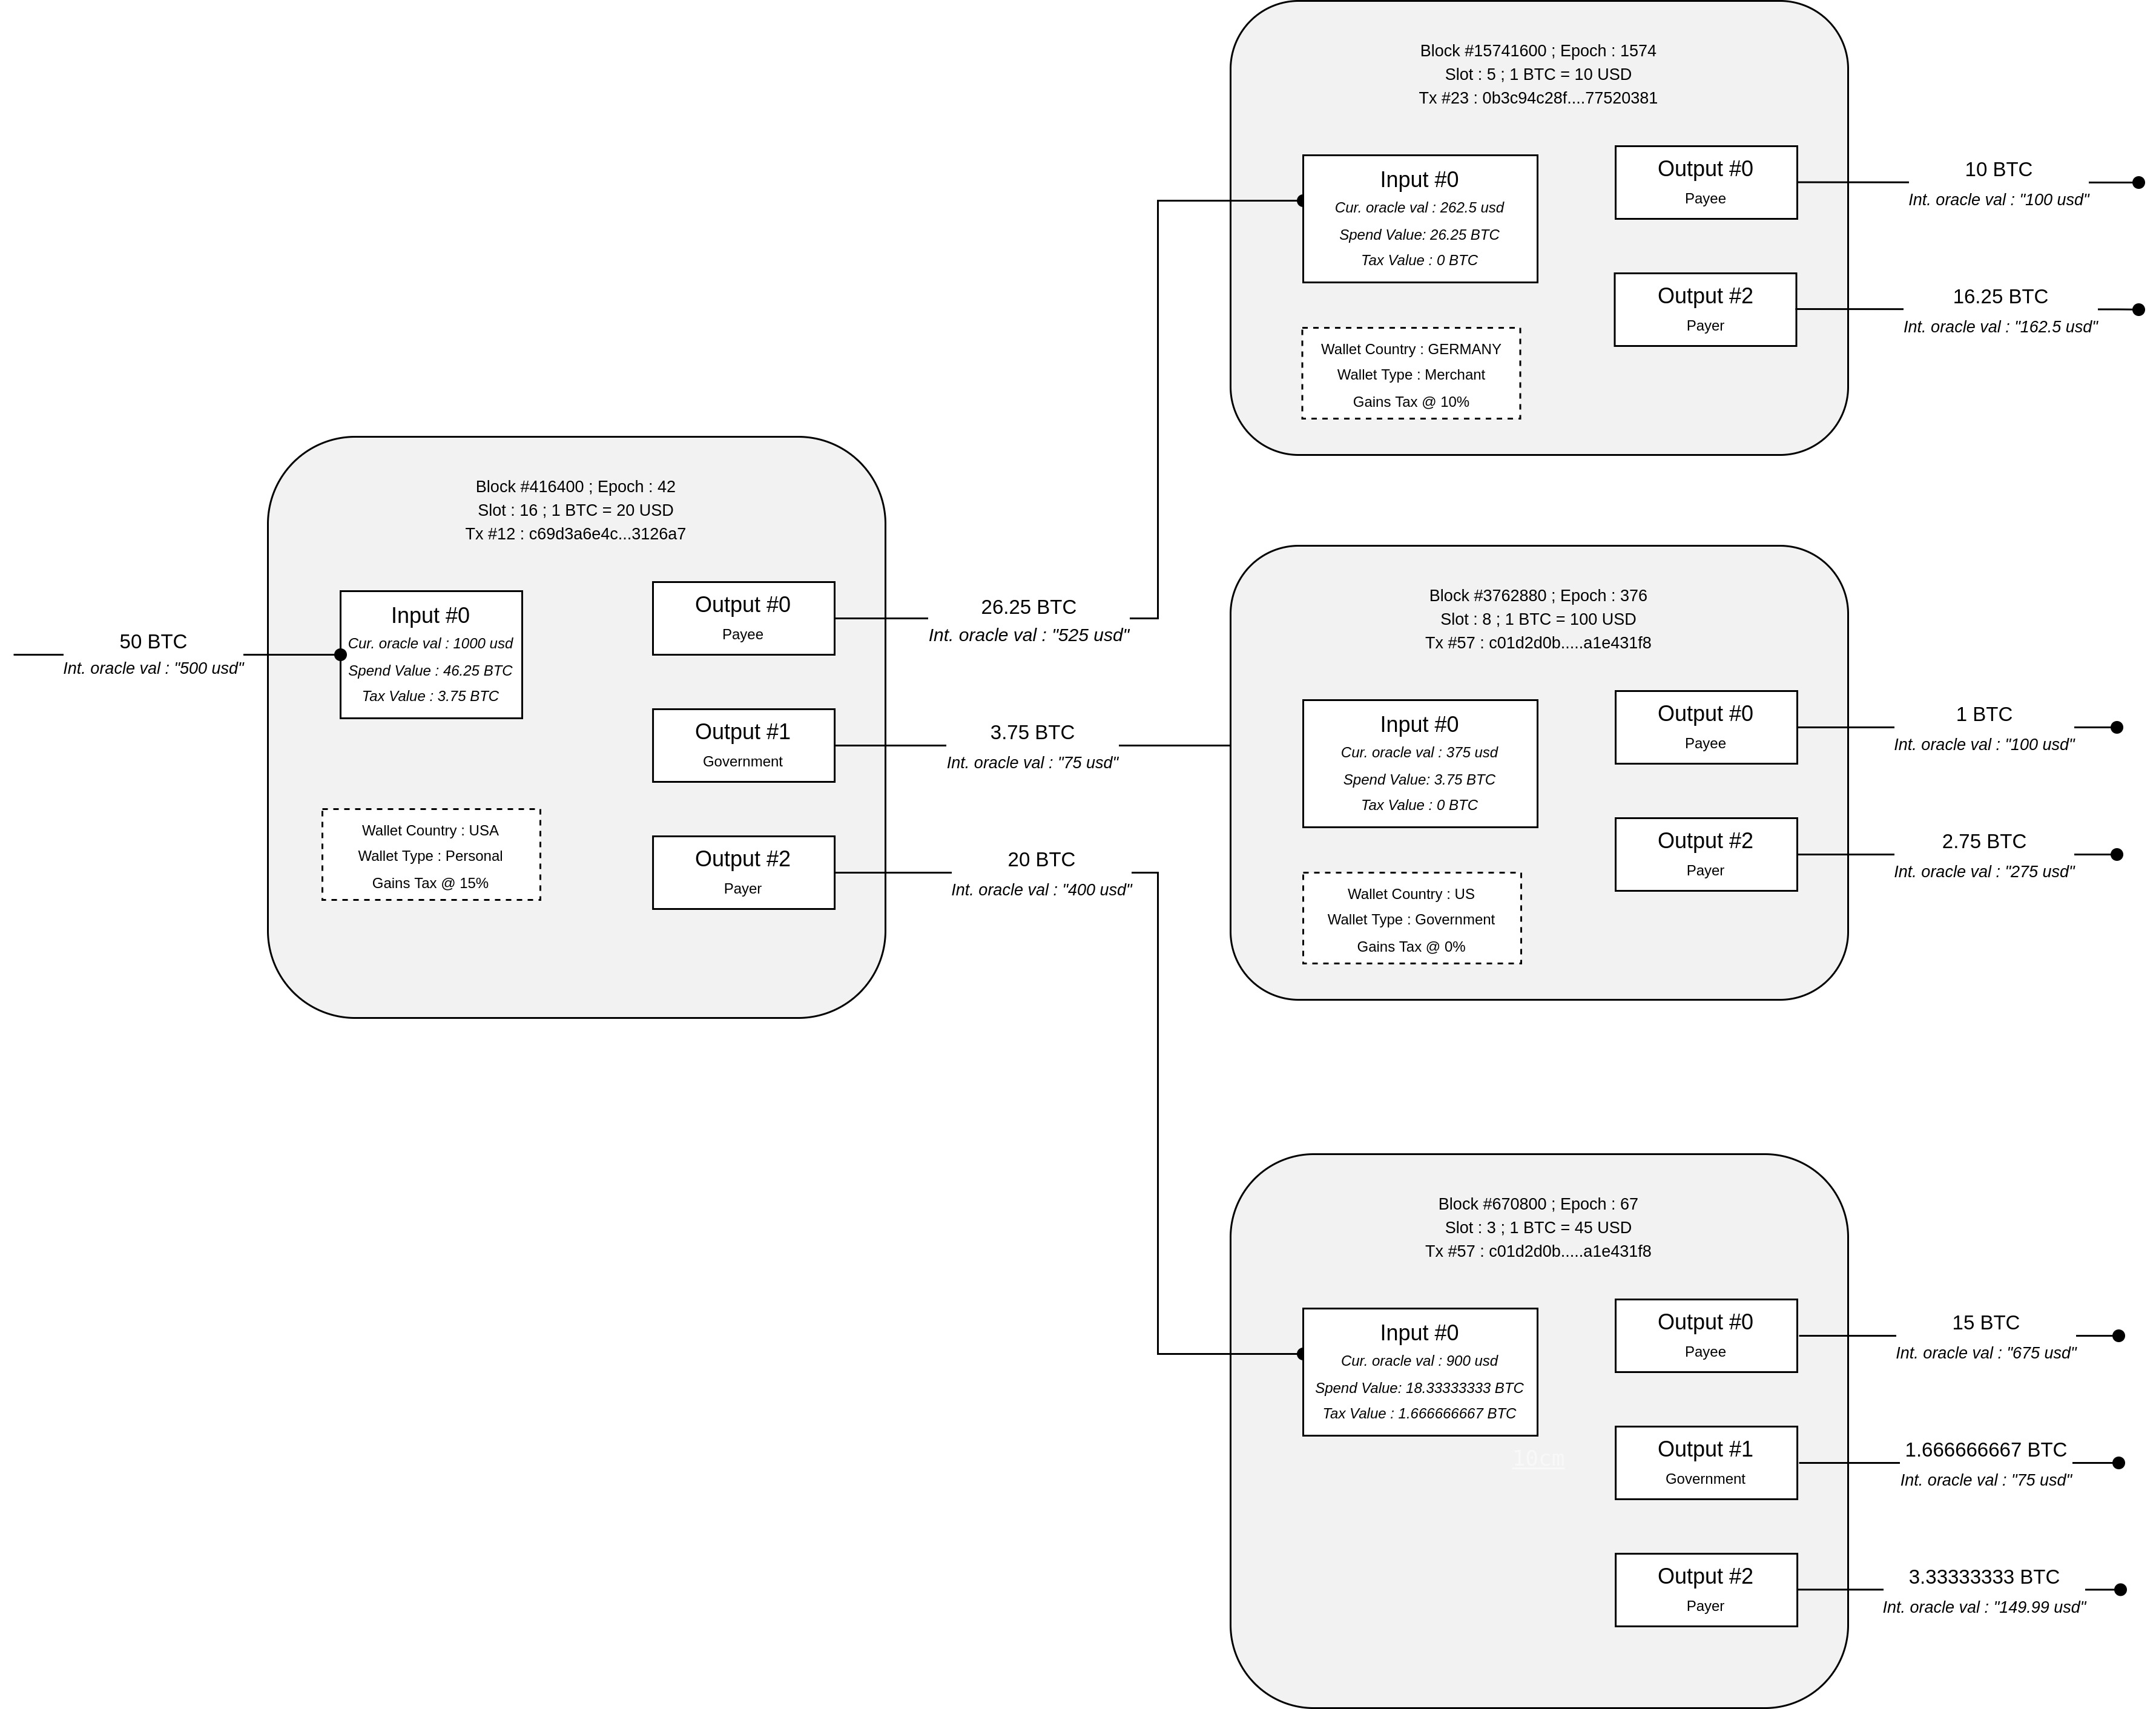 50 BTC
Int. oracle val : "500 usd"
Block #416400 ; Epoch : 42
Slot : 16 ; 1 BTC = 20 USD
Tx #12 : c69d3a6e4c...3126a7
Input #0
Cur. oracle val : 1000 usd
Spend Value : 46.25 BTC
Tax Value : 3.75 BTC
Wallet Country : USA
Wallet Type : Personal
Gains Tax @ 15%
Output #0
Payee
Output #1
Government
Output #2
Payer
26.25 BTC
Int. oracle val : "525 usd"
3.75 BTC
Int. oracle val : "75 usd"
20 BTC
Int. oracle val : "400 usd"
Block #15741600 ; Epoch : 1574
Slot : 5 ; 1 BTC = 10 USD
Tx #23 : 0b3c94c28f....77520381
Input #0
Cur. oracle val : 262.5 usd
Spend Value: 26.25 BTC
Tax Value : 0 BTC
Wallet Country : GERMANY
Wallet Type : Merchant
Gains Tax @ 10%
Output #0
Payee
Output #2
Payer
10 BTC
Int. oracle val : "100 usd"
16.25 BTC
Int. oracle val : "162.5 usd"
Block #3762880 ; Epoch : 376
Slot : 8 ; 1 BTC = 100 USD
Tx #57 : c01d2d0b.....a1e431f8
Input #0
Cur. oracle val : 375 usd
Spend Value: 3.75 BTC
Tax Value : 0 BTC
Wallet Country : US
Wallet Type : Government
Gains Tax @ 0%
Output #0
Payee
Output #2
Payer
1 BTC
Int. oracle val : "100 usd"
2.75 BTC
Int. oracle val : "275 usd"
Block #670800 ; Epoch : 67
Slot : 3 ; 1 BTC = 45 USD
Tx #57 : c01d2d0b.....a1e431f8
Input #0
Cur. oracle val : 900 usd
Spend Value: 18.33333333 BTC
Tax Value : 1.666666667 BTC
10cm
Output #0
Payee
Output #1
Government
Output #2
Payer
15 BTC
Int. oracle val : "675 usd"
1.666666667 BTC
Int. oracle val : "75 usd"
3.33333333 BTC
Int. oracle val : "149.99 usd"